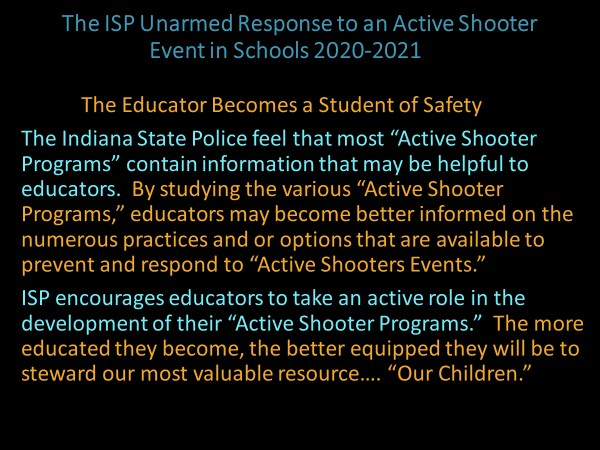 The ISP Unarmed Response to an Active Shooter
Event in Schools 2020-2021
The Educator Becomes a Student of Safety
The Indiana State Police feel that most “Active Shooter
Programs” contain information that may be helpful to
educators.  By studying the various “Active Shooter
Programs,” educators may become better informed on the
numerous practices and or options that are available to
prevent and respond to “Active Shooters Events.”
ISP encourages educators to take an active role in the
development of their “Active Shooter Programs.”  The more
educated they become, the better equipped they will be to
steward our most valuable resource…. “Our Children.”